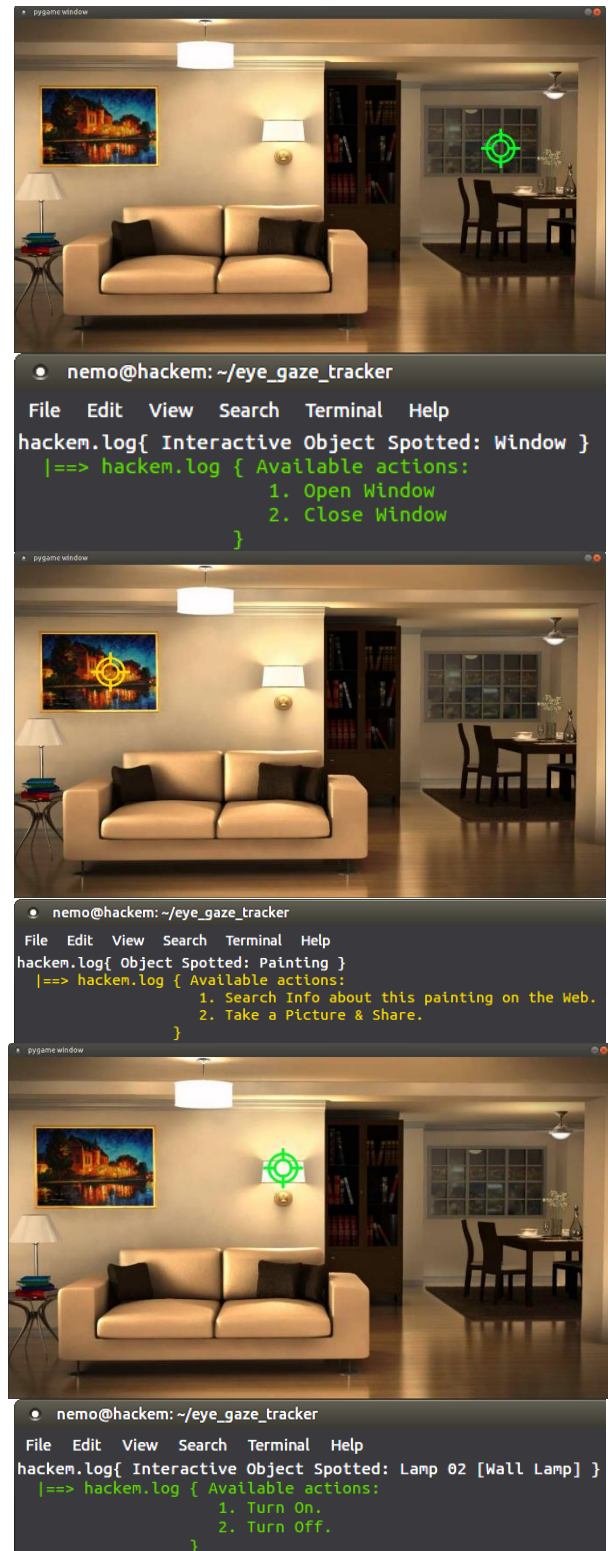 pygame window
nemo@hackem: ~/eye_gaze_tracker
File Edit View Search Terminal Help
hackem.log{ Interactive Object Spotted: Window }
|==> hackem.log { Available actions:
1. Open Window
2. Close Window
}
pygame window
nemo@hackem: ~/eye_gaze_tracker
File Edit View Search Terminal Help
hackem.log{ Object Spotted: Painting }
|==> hackem.log { Available actions:
1. Search Info about this painting on the Web.
2. Take a Picture & Share.
}
pygame window
nemo@hackem: ~/eye_gaze_tracker
File Edit View Search Terminal Help
hackem.log{ Interactive Object Spotted: Lamp 02 [Wall Lamp] }
|==> hackem.log { Available actions:
1. Turn On.
2. Turn Off.
}